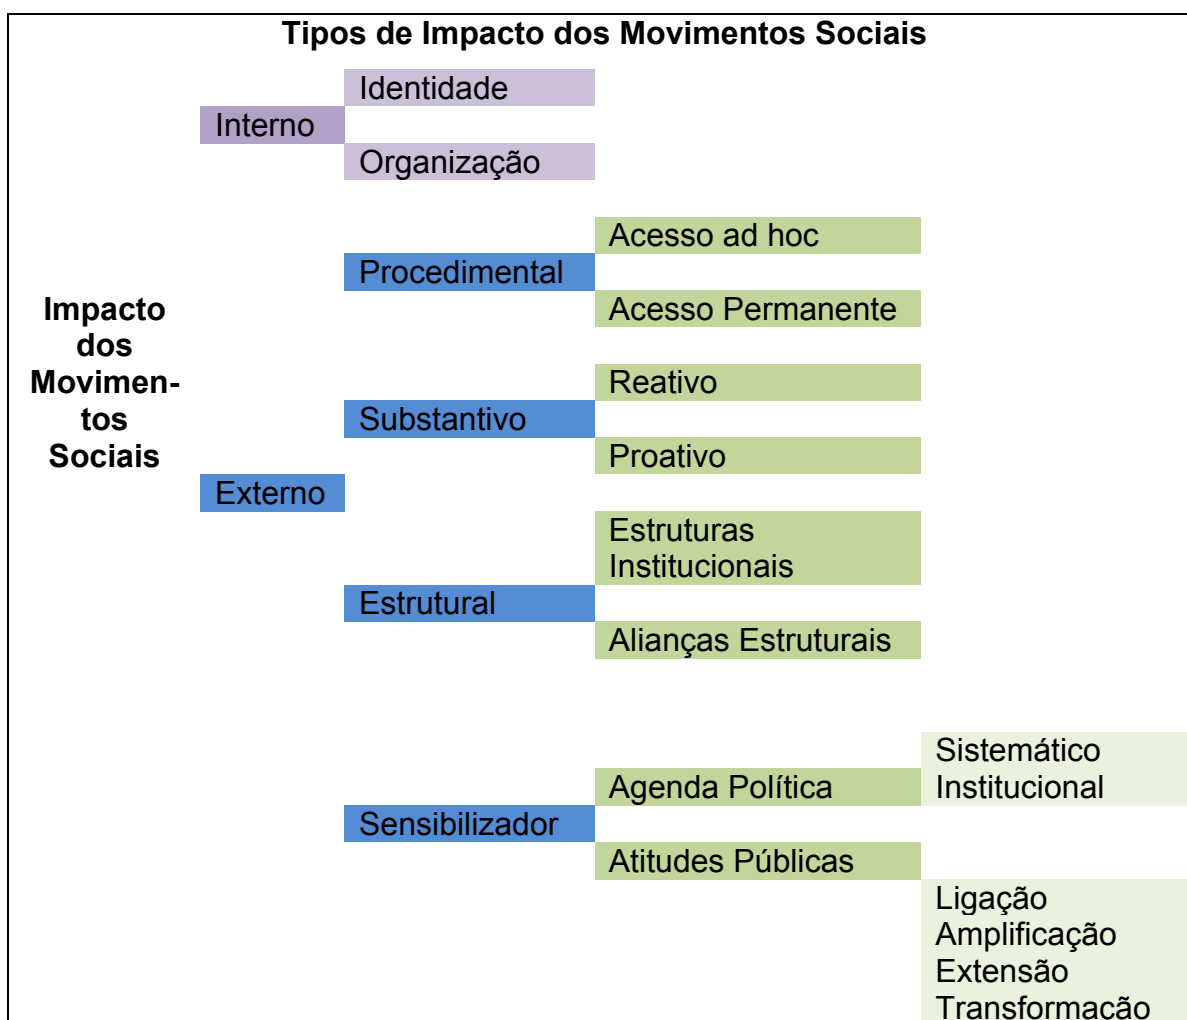 Tipos de Impacto dos Movimentos Sociais
Identidade
Interno
Organização
Acesso ad hoc
Procedimental
Acesso Permanente
Impacto
dos
Movimen-
tos
Sociais
Reativo
Substantivo
Proativo
Externo
Estruturas
Institucionais
Estrutural
Alianças Estruturais
Sistemático
Agenda Política
Institucional
Sensibilizador
Atitudes Públicas
Ligação
Amplificação
Extensão
Transformação